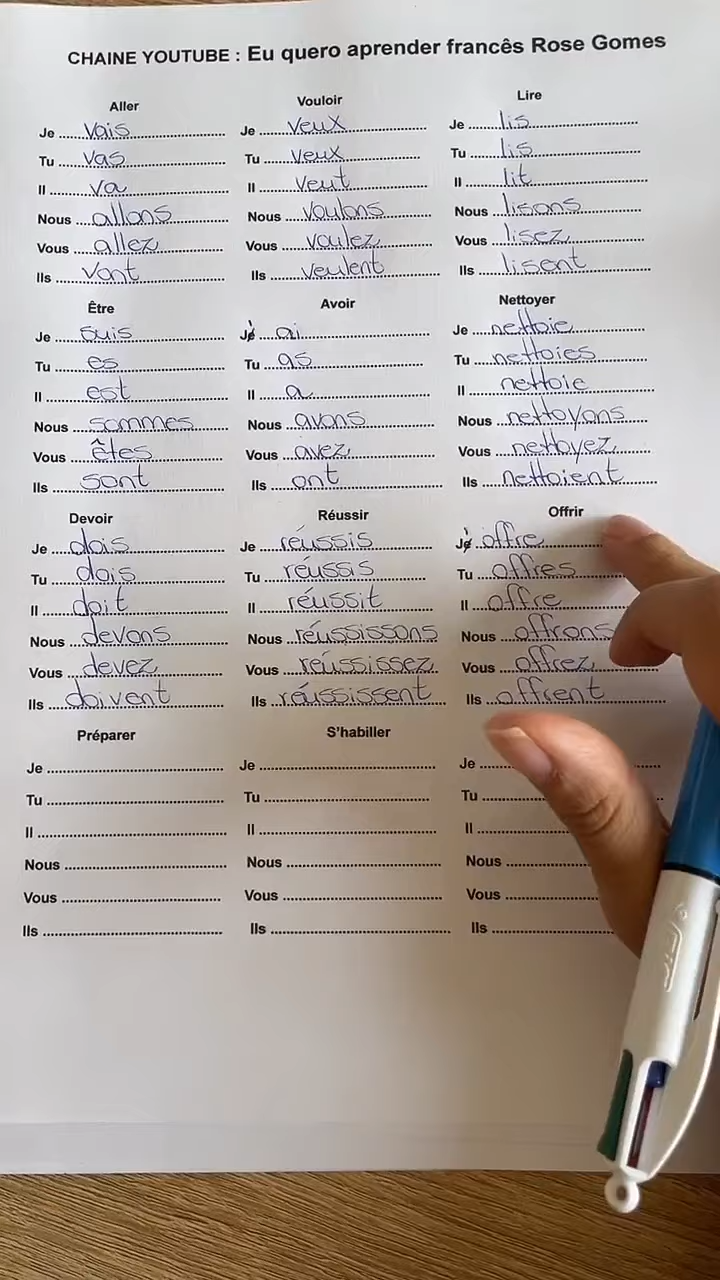 CHAINE YOUTUBE : Eu quero aprender francês Rose Gomes
Aller
Je vais
Tu vas
Il va
Nous allons
Vous allez
Ils vont
Vouloir
Je veux
Tu veux
Il veut
Nous voulons
Vous voulez
Ils veulent
Lire
Je lis
Tu lis
Il lit
Nous lisons
Vous lisez
Ils lisent
Être
Je suis
Tu es
Il est
Nous sommes
Vous êtes
Ils sont
Avoir
J' ai
Tu as
Il a
Nous avons
Vous avez
Ils ont
Nettoyer
Je nettoie
Tu nettoies
Il nettoie
Nous nettoyons
Vous nettoyez
Ils nettoient
Devoir
Je dois
Tu dois
Il doit
Nous devons
Vous devez
Ils doivent
Réussir
Je réussis
Tu réussis
Il réussit
Nous réussissons
Vous réussissez
Ils réussissent
Offrir
J' offre
Tu offres
Il offre
Nous offrons
Vous offrez
Ils offrent
Préparer
Je
Tu
Il
Nous
Vous
Ils
S'habiller
Je
Tu
Il
Nous
Vous
Ils
Je
Tu
Il
Nous
Vous
Ils
BIC